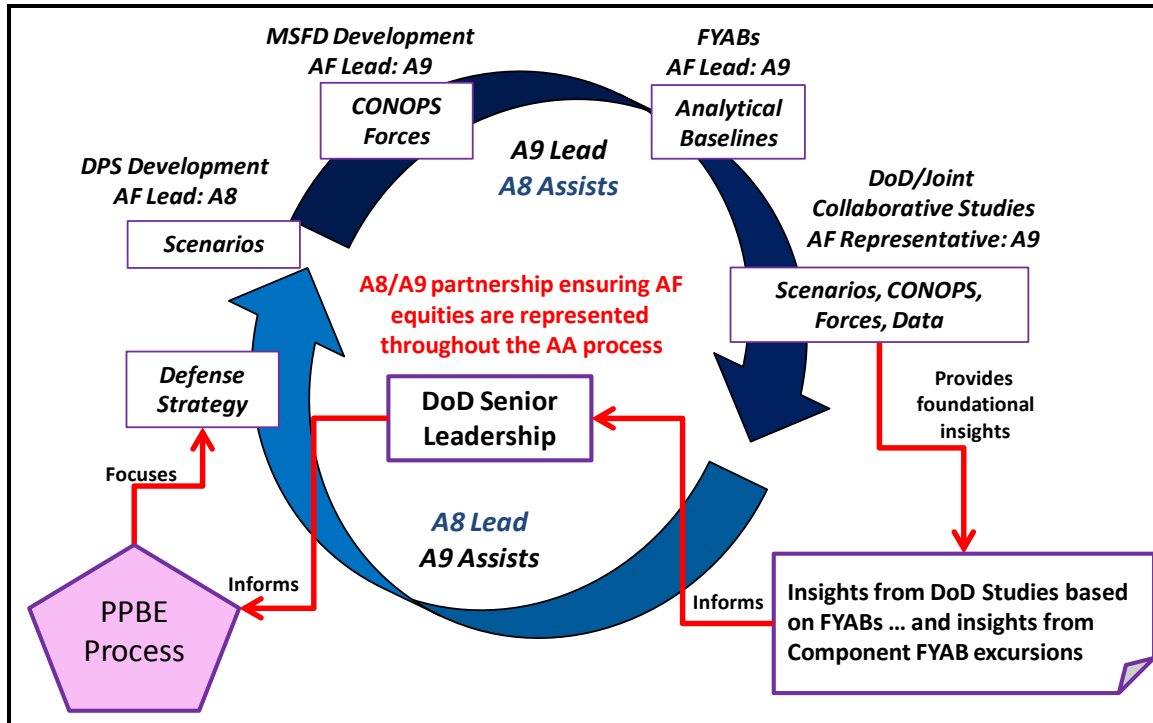 MSFD Development
AF Lead: A9
CONOPS
Forces
FYABs
AF Lead: A9
Analytical
Baselines
DPS Development
AF Lead: A8
Scenarios
A9 Lead
A8 Assists
DoD/Joint
Collaborative Studies
AF Representative: A9
Scenarios, CONOPS,
Forces, Data
A8/A9 partnership ensuring AF
equities are represented
throughout the AA process
Defense
Strategy
DoD Senior
Leadership
Provides
foundational
insights
Focuses
A8 Lead
A9 Assists
PPBE
Process
Informs
Informs
Insights from DoD Studies based
on FYABs ... and insights from
Component FYAB excursions